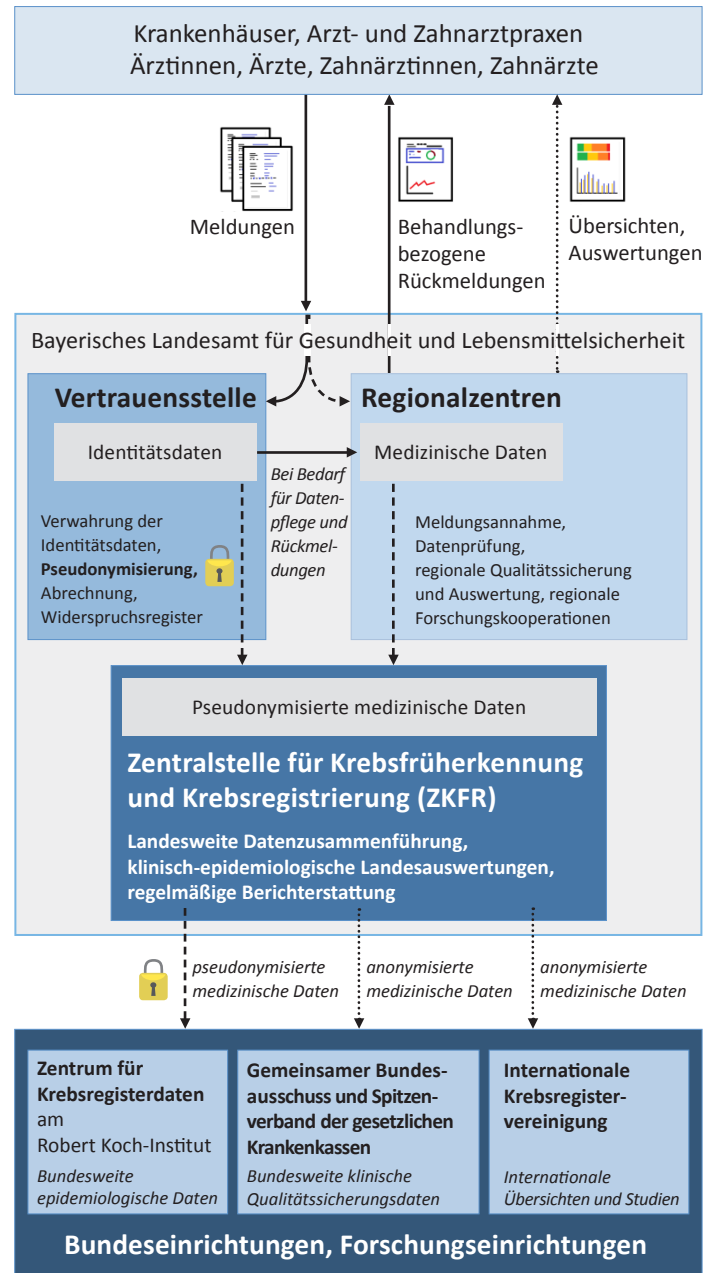 Krankenhäuser, Arzt- und Zahnarztpraxen
Ärztinnen, Ärzte, Zahnärztinnen, Zahnärzte
Meldungen
Behandlungs-
bezogene
Rückmeldungen
Übersichten,
Auswertungen
Bayerisches Landesamt für Gesundheit und Lebensmittelsicherheit
Vertrauensstelle
Identitätsdaten
Verwahrung der
Identitätsdaten,
Pseudonymisierung,
Abrechnung,
Widerspruchsregister
Bei Bedarf
für Daten-
pflege und
Rückmel-
dungen
Regionalzentren
Medizinische Daten
Meldungsannahme,
Datenprüfung,
regionale Qualitätssicherung
und Auswertung, regionale
Forschungskooperationen
Pseudonymisierte medizinische Daten
Zentralstelle für Krebsfrüherkennung
und Krebsregistrierung (ZKFR)
Landesweite Datenzusammenführung,
klinisch-epidemiologische Landesauswertungen,
regelmäßige Berichterstattung
pseudonymisierte
medizinische Daten
anonymisierte
medizinische Daten
anonymisierte
medizinische Daten
Zentrum für
Krebsregisterdaten
am
Robert Koch-Institut
Bundesweite
epidemiologische Daten
Gemeinsamer Bundes-
ausschuss und Spitzen-
verband der gesetzlichen
Krankenkassen
Bundesweite klinische
Qualitätssicherungsdaten
Internationale
Krebsregister-
vereinigung
Internationale
Übersichten und Studien
Bundeseinrichtungen, Forschungseinrichtungen